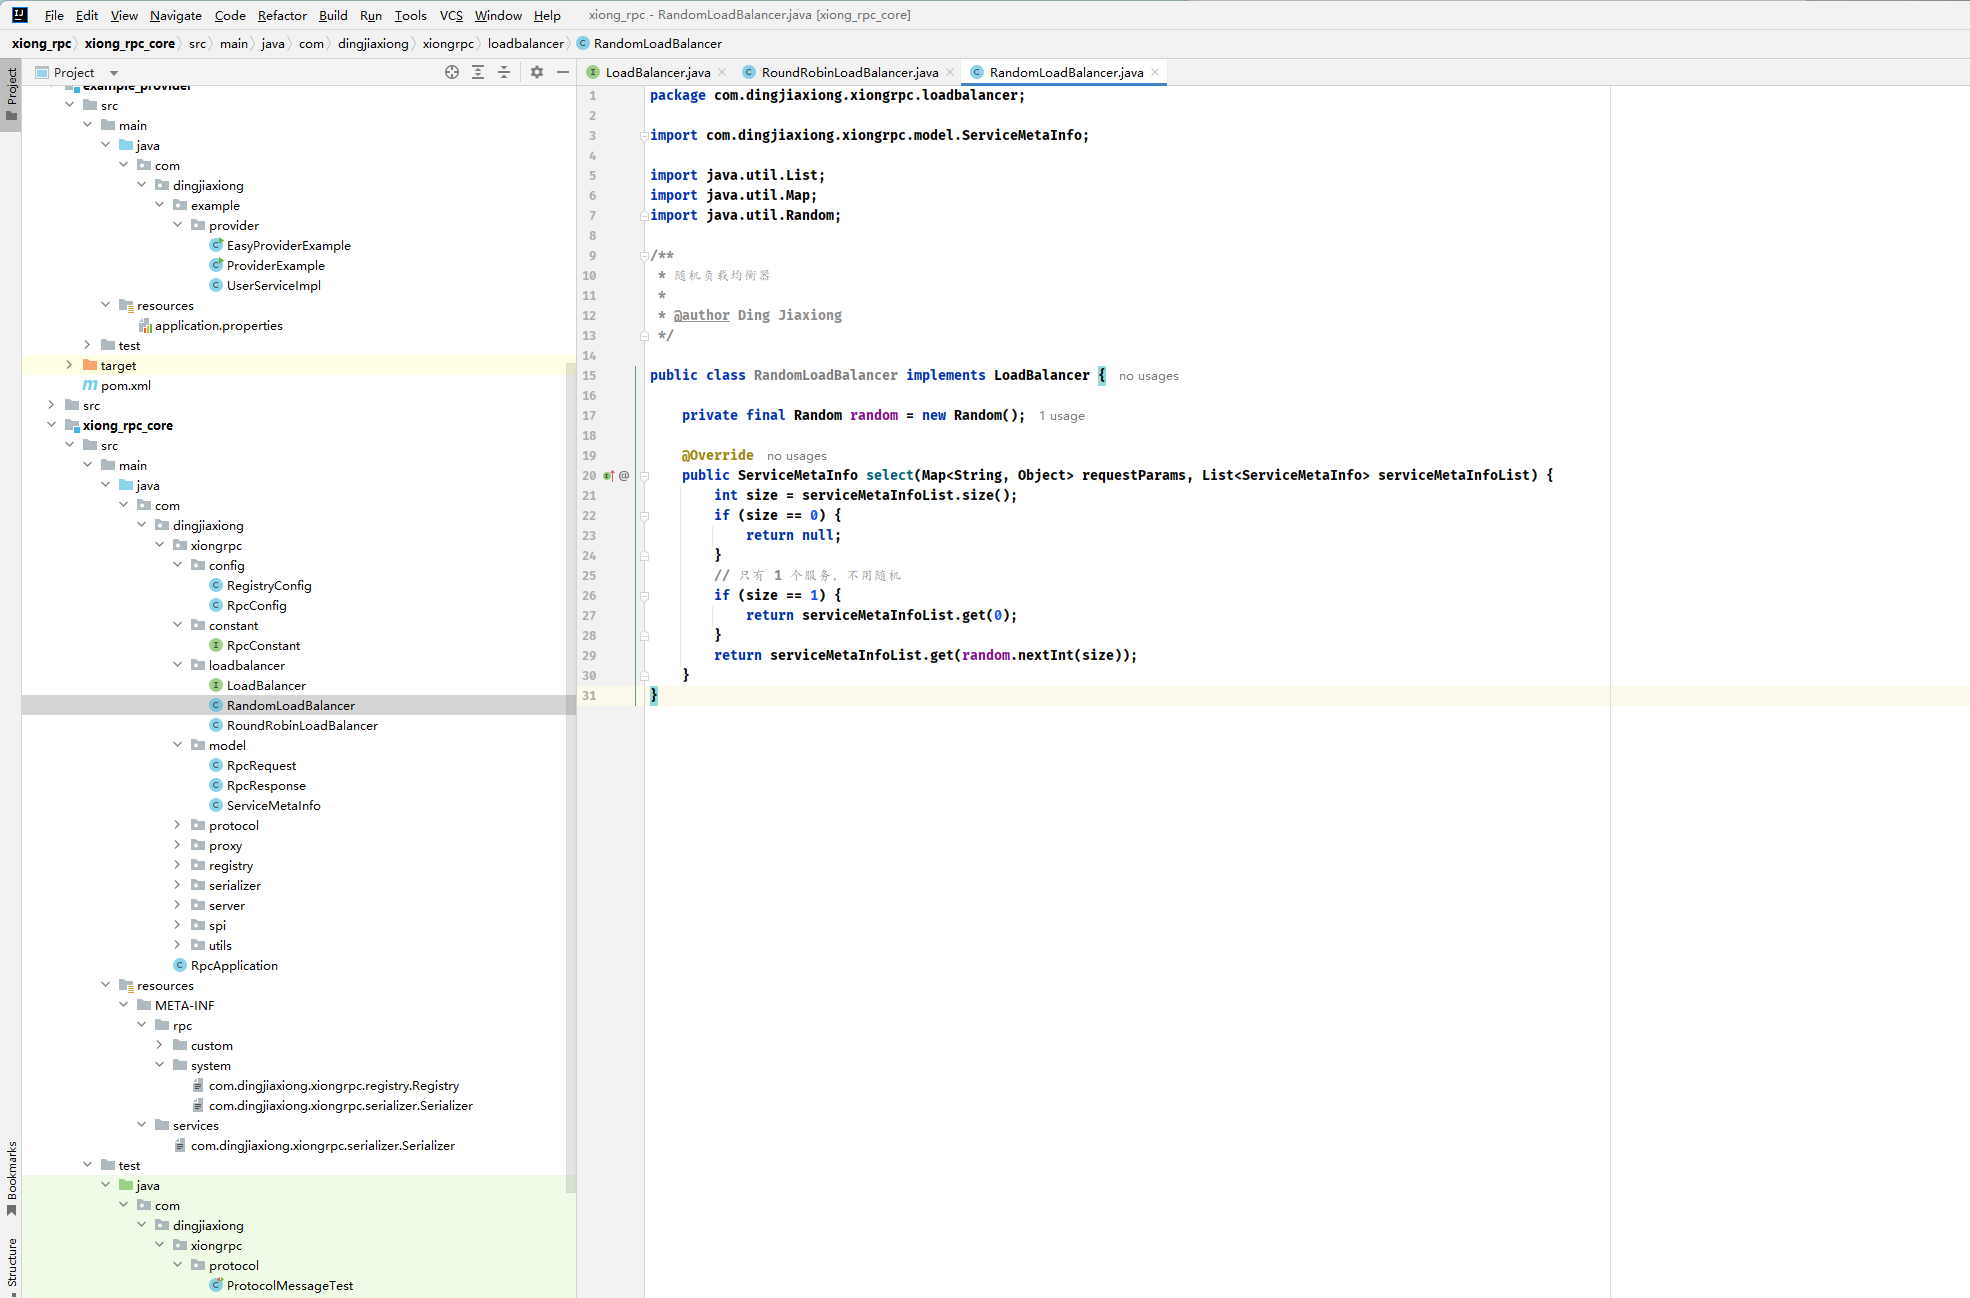 File Edit View Navigate Code Refactor Build Run Tools VCS Window Help xiong_rpc - RandomLoadBalancer.java [xiong_rpc_core]
xiong_rpc xiong_rpc_core src main java com dingjiaxiong xiongrpc loadbalancer RandomLoadBalancer
Project
Project
example_provider
src
main
java
com
dingjiaxiong
example
provider
EasyProviderExample
ProviderExample
UserServiceImpl
resources
application.properties
test
target
pom.xml
src
xiong_rpc_core
src
main
java
com
dingjiaxiong
xiongrpc
config
RegistryConfig
RpcConfig
constant
RpcConstant
loadbalancer
LoadBalancer
RandomLoadBalancer
RoundRobinLoadBalancer
model
RpcRequest
RpcResponse
ServiceMetaInfo
protocol
proxy
registry
serializer
server
spi
utils
RpcApplication
resources
META-INF
rpc
custom
system
com.dingjiaxiong.xiongrpc.registry.Registry
com.dingjiaxiong.xiongrpc.serializer.Serializer
services
com.dingjiaxiong.xiongrpc.serializer.Serializer
test
java
com
dingjiaxiong
xiongrpc
protocol
ProtocolMessageTest
Bookmarks
Structure
LoadBalancer.java RoundRobinLoadBalancer.java RandomLoadBalancer.java
1 package com.dingjiaxiong.xiongrpc.loadbalancer;
2
3 import com.dingjiaxiong.xiongrpc.model.ServiceMetaInfo;
4
5 import java.util.List;
6 import java.util.Map;
7 import java.util.Random;
8
9 /**
10 * 随机负载均衡器
11 *
12 * @author Ding Jiaxiong
13 */
14
15 public class RandomLoadBalancer implements LoadBalancer { no usages
16
17 private final Random random = new Random(); 1 usage
18
19 @Override no usages
20 public ServiceMetaInfo select(Map<String, Object> requestParams, List<ServiceMetaInfo> serviceMetaInfoList) {
21 int size = serviceMetaInfoList.size();
22 if (size == 0) {
23 return null;
24 }
25 // 只有 1 个服务，不用随机
26 if (size == 1) {
27 return serviceMetaInfoList.get(0);
28 }
29 return serviceMetaInfoList.get(random.nextInt(size));
30 }
31 }